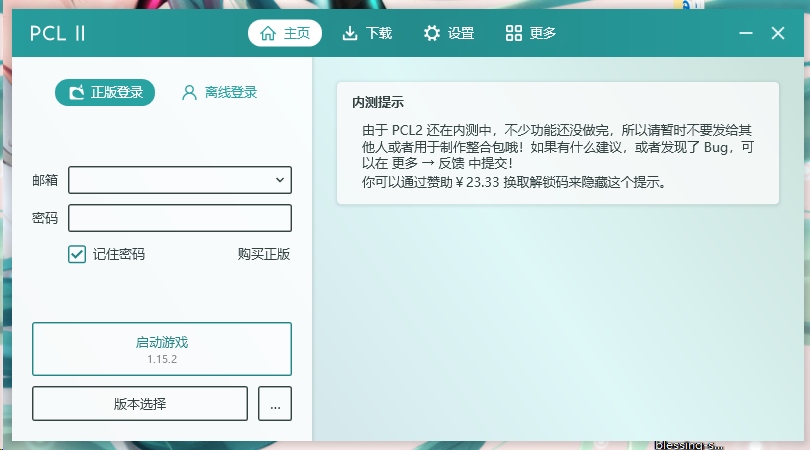 PCL II
主页
下载
设置
更多
正版登录
离线登录
邮箱
密码
记住密码
购买正版
启动游戏
1.15.2
版本选择
...
内测提示
由于 PCL2 还在内测中，不少功能还没做完，所以请暂时不要发给其
他人或者用于制作整合包哦！如果有什么建议，或者发现了 Bug，可
以在 更多 → 反馈 中提交！
你可以通过赞助￥23.33 换取解锁码来隐藏这个提示。
blessing-s...